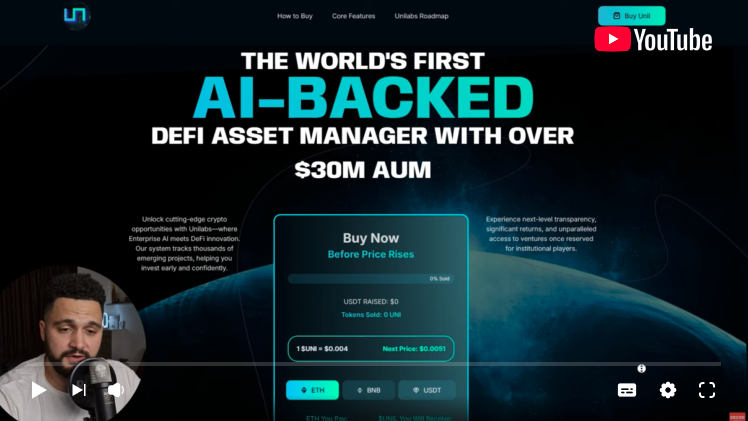 How to Buy
Core Features
Unilabs Roadmap
Buy Unil
YouTube
THE WORLD'S FIRST
AI-BACKED
DEFI ASSET MANAGER WITH OVER
$30M AUM
Unlock cutting-edge crypto
opportunities with Unilabs—where
Enterprise AI meets DeFi innovation.
Our system tracks thousands of
emerging projects, helping you
invest early and confidently.
Buy Now
Before Price Rises
0% Sold
USDT RAISED: $0
Tokens Sold: 0 UNI
1 $UNI = $0.004
Next Price: $0.0051
ETH
BNB
USDT
ETH You Pay:
$UNIL You Will Receive
Experience next-level transparency,
significant returns, and unparalleled
access to ventures once reserved
for institutional players.